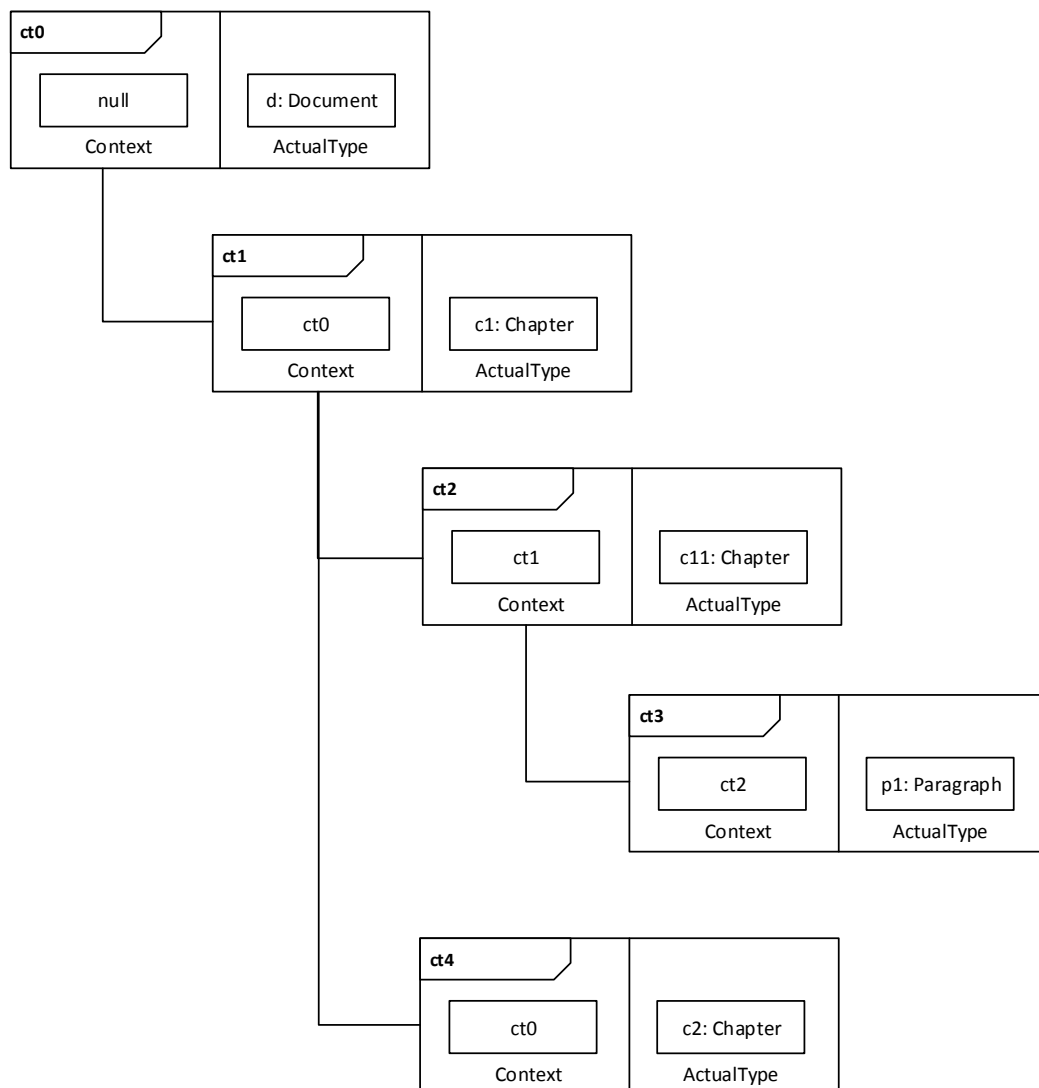 ct0
null
d: Document
Context
ActualType
ct1
ct0
c1: Chapter
Context
ActualType
ct2
ct1
c11: Chapter
Context
ActualType
ct3
ct2
p1: Paragraph
Context
ActualType
ct4
ct0
c2: Chapter
Context
ActualType